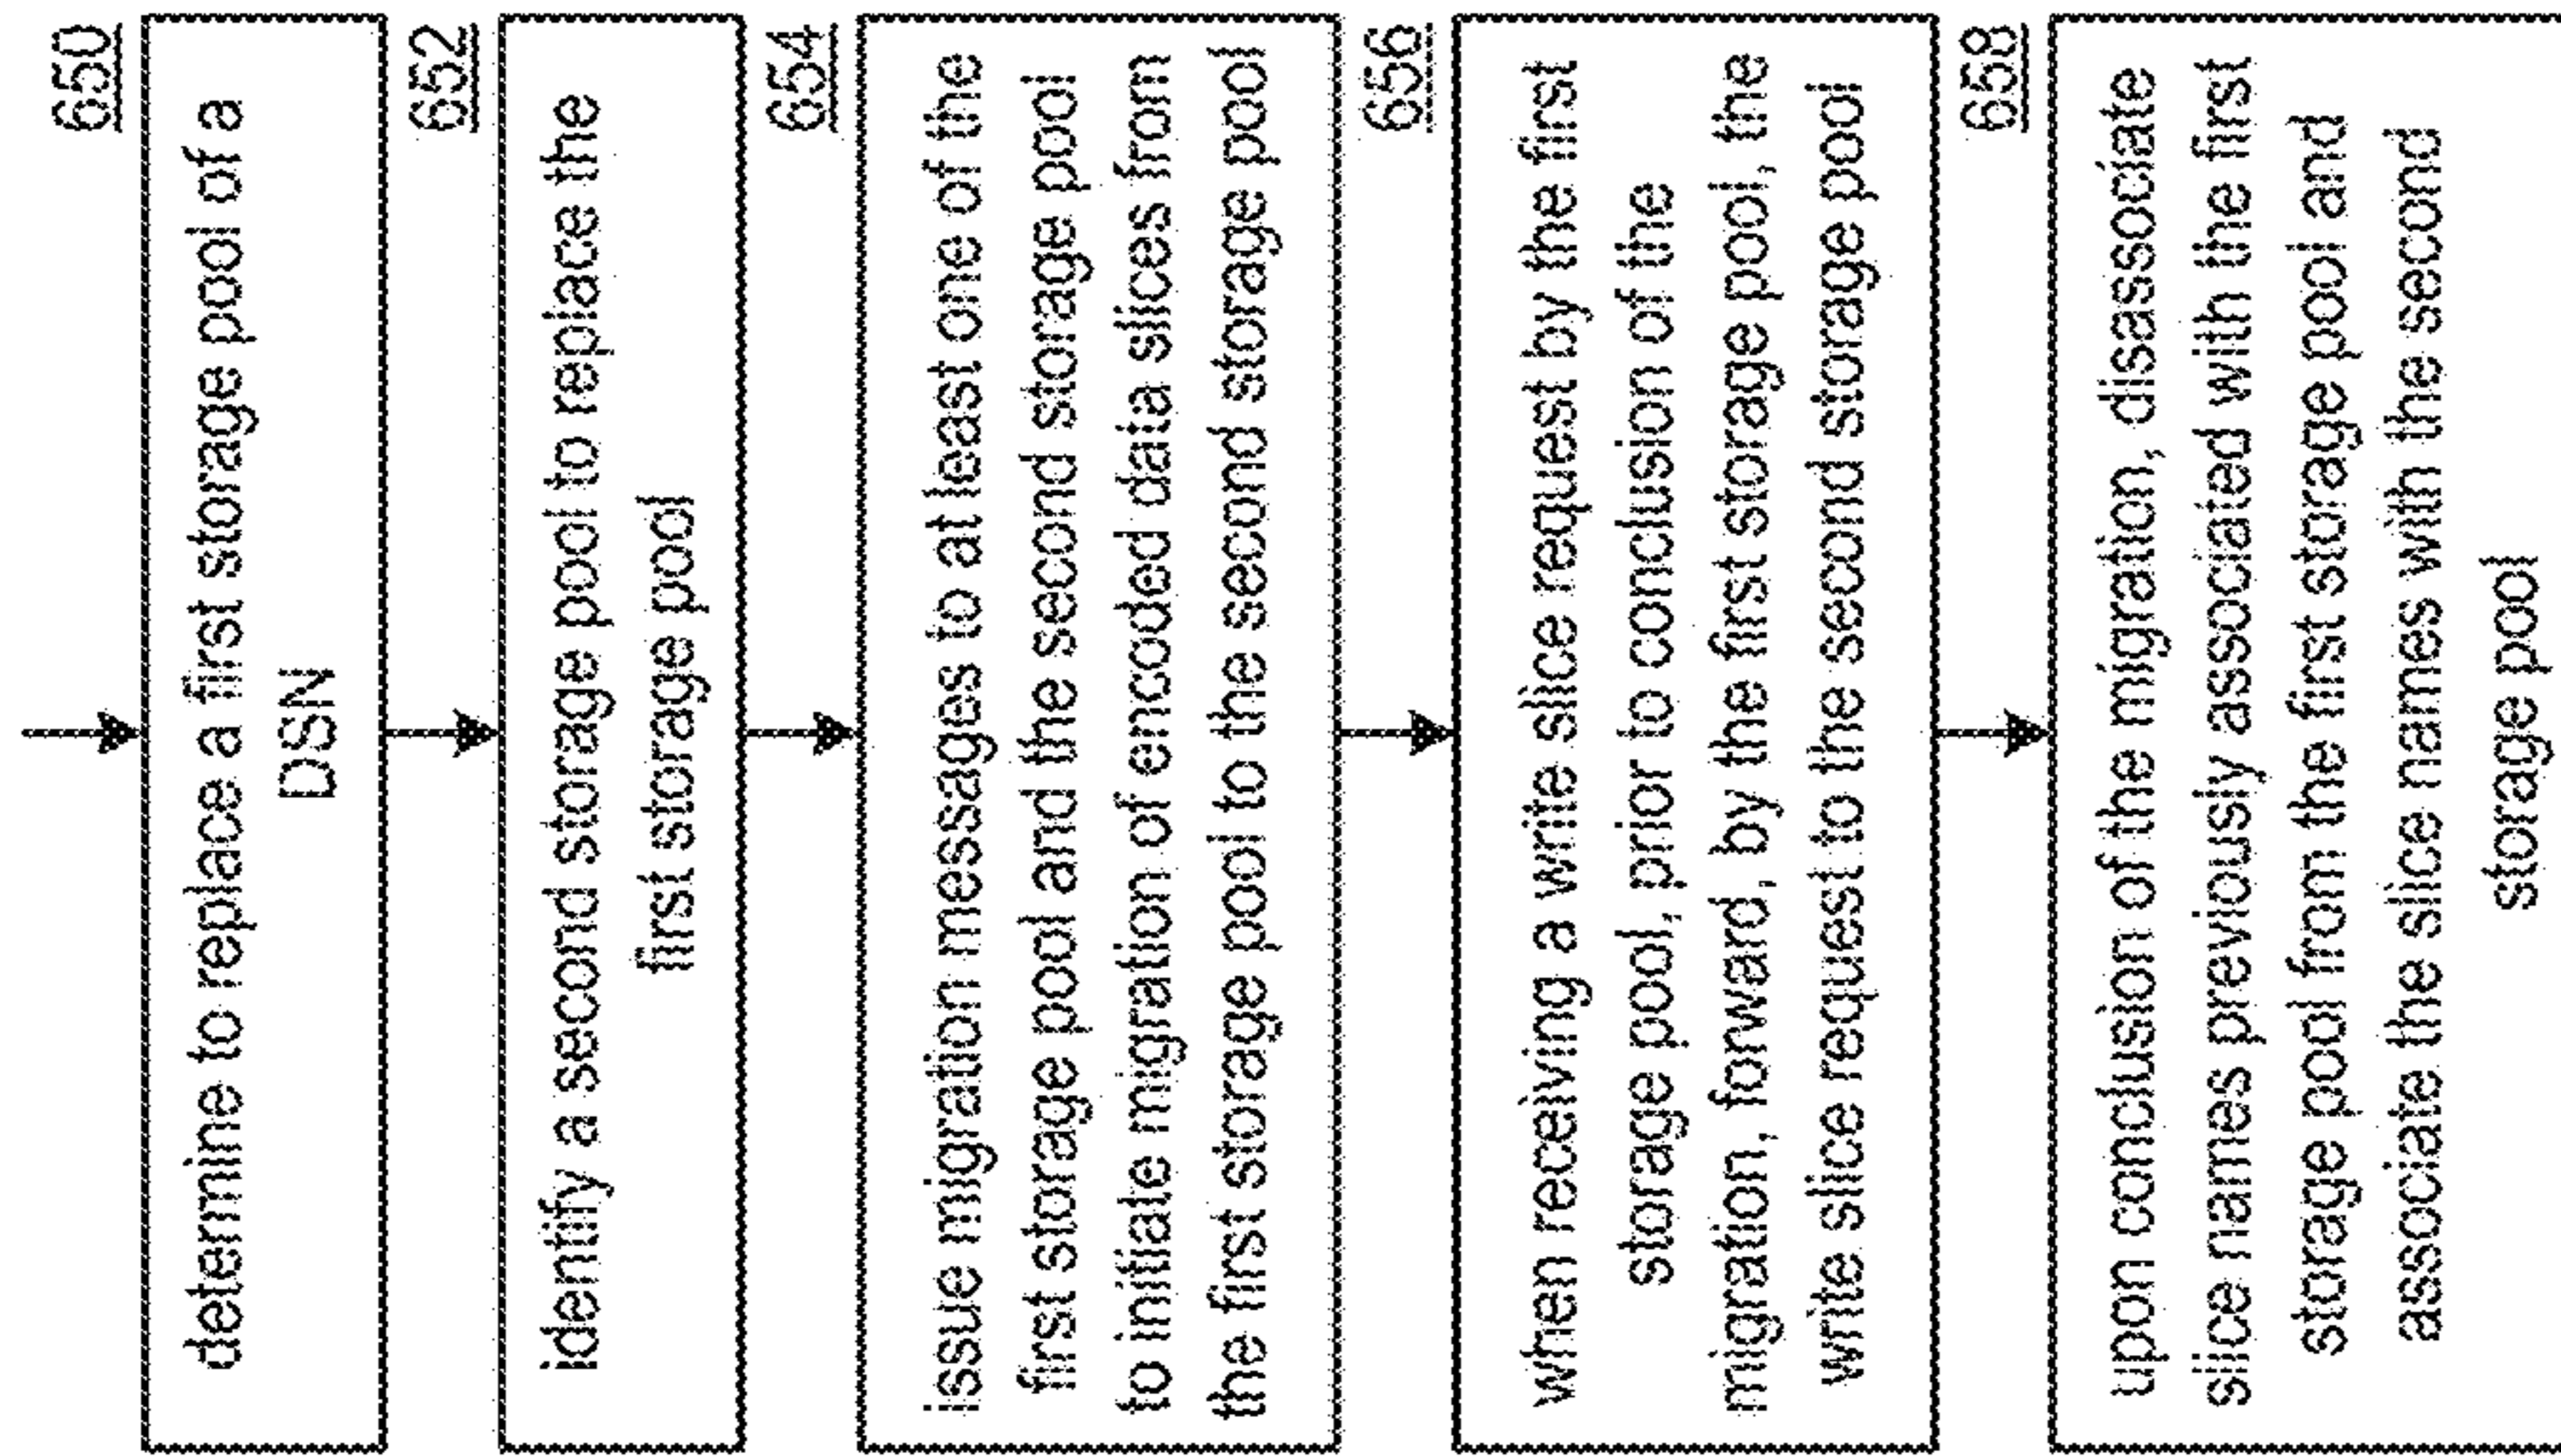 650
determine to replace a first storage pool of a
DSN
652
identify a second storage pool to replace the
first storage pool
654
issue migration messages to at least one of the
first storage pool and the second storage pool
to initiate migration of encoded data slices from
the first storage pool to the second storage pool
656
when receiving a write slice request by the first
storage pool, prior to conclusion of the
migration, forward, by the first storage pool, the
write slice request to the second storage pool
658
upon conclusion of the migration, disassociate
slice names previously associated with the first
storage pool from the first storage pool and
associate the slice names with the second
storage pool